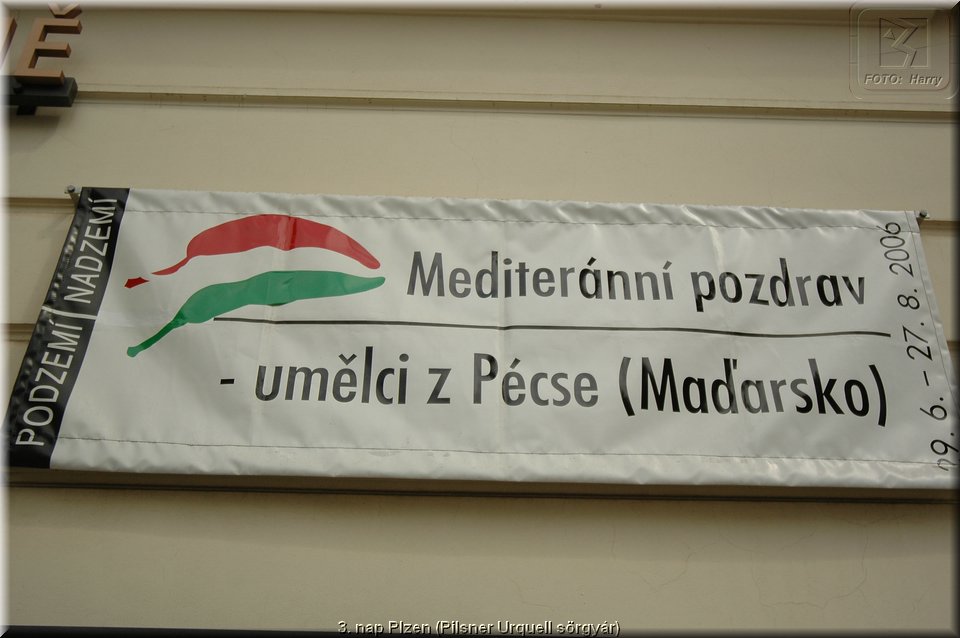 Ě
FOTO: Harry
PODZEMÍ / NADZEMÍ
Mediteránní pozdrav
- umělci z Pécse (Maďarsko)
9. 6. – 27. 8. 2006
3. nap Plzen (Pilsner Urquell sörgyár)